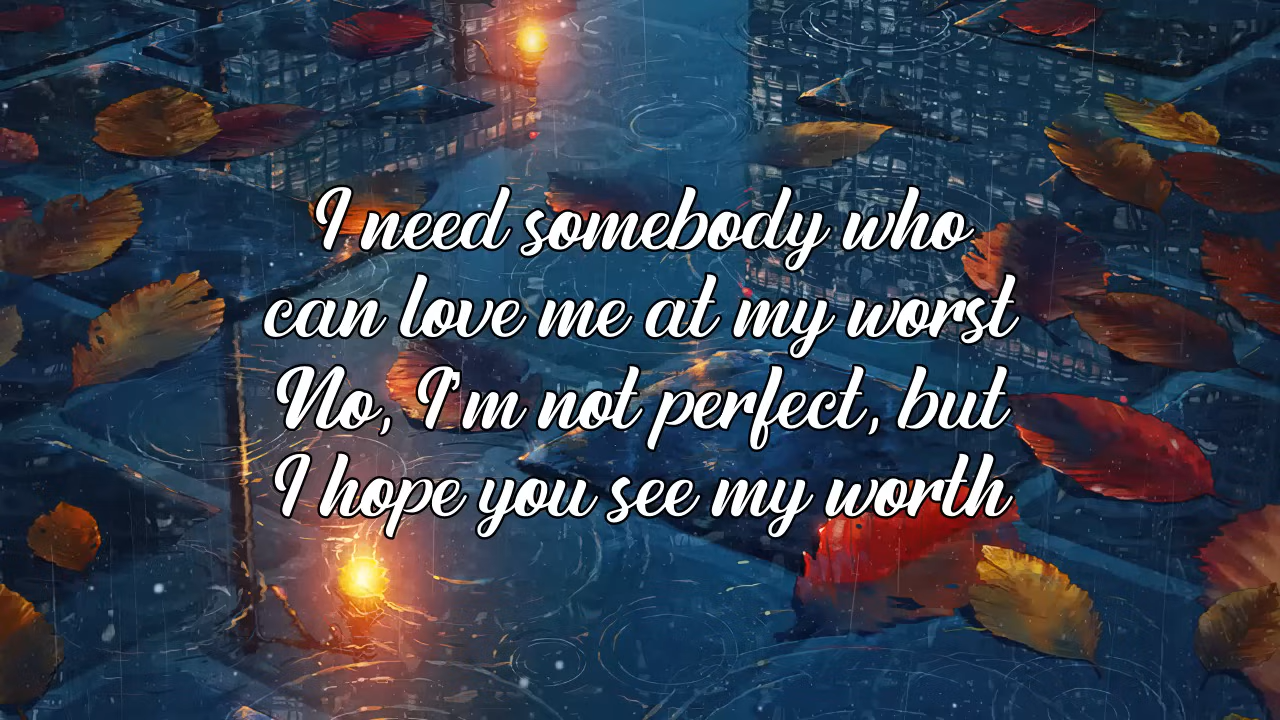 I need somebody who
can love me at my worst
No, I'm not perfect, but
I hope you see my worth